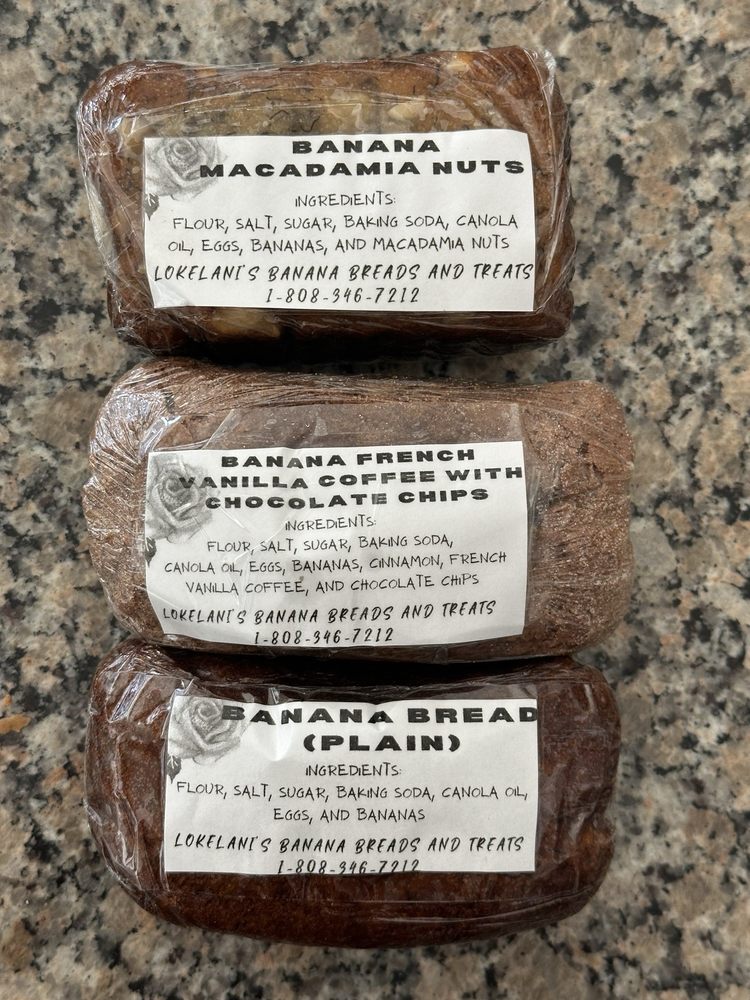 BANANA
MACADAMIA NUTS
INGREDIENTS:
FLOUR, SALT, SUGAR, BAKING SODA, CANOLA
OIL, EGGS, BANANAS, AND MACADAMIA NUTS
LOKELANI'S BANANA BREADS AND TREATS
1-808-346-7212
BANANA FRENCH
VANILLA COFFEE WITH
CHOCOLATE CHIPS
INGREDIENTS:
FLOUR, SALT, SUGAR, BAKING SODA,
CANOLA OIL, EGGS, BANANAS, CINNAMON, FRENCH
VANILLA COFFEE, AND CHOCOLATE CHIPS
LOKELANI'S BANANA BREADS AND TREATS
1-808-346-7212
BANANA BREAD
(PLAIN)
INGREDIENTS:
FLOUR, SALT, SUGAR, BAKING SODA, CANOLA OIL,
EGGS, AND BANANAS
LOKELANI'S BANANA BREADS AND TREATS
1-808-346-7212